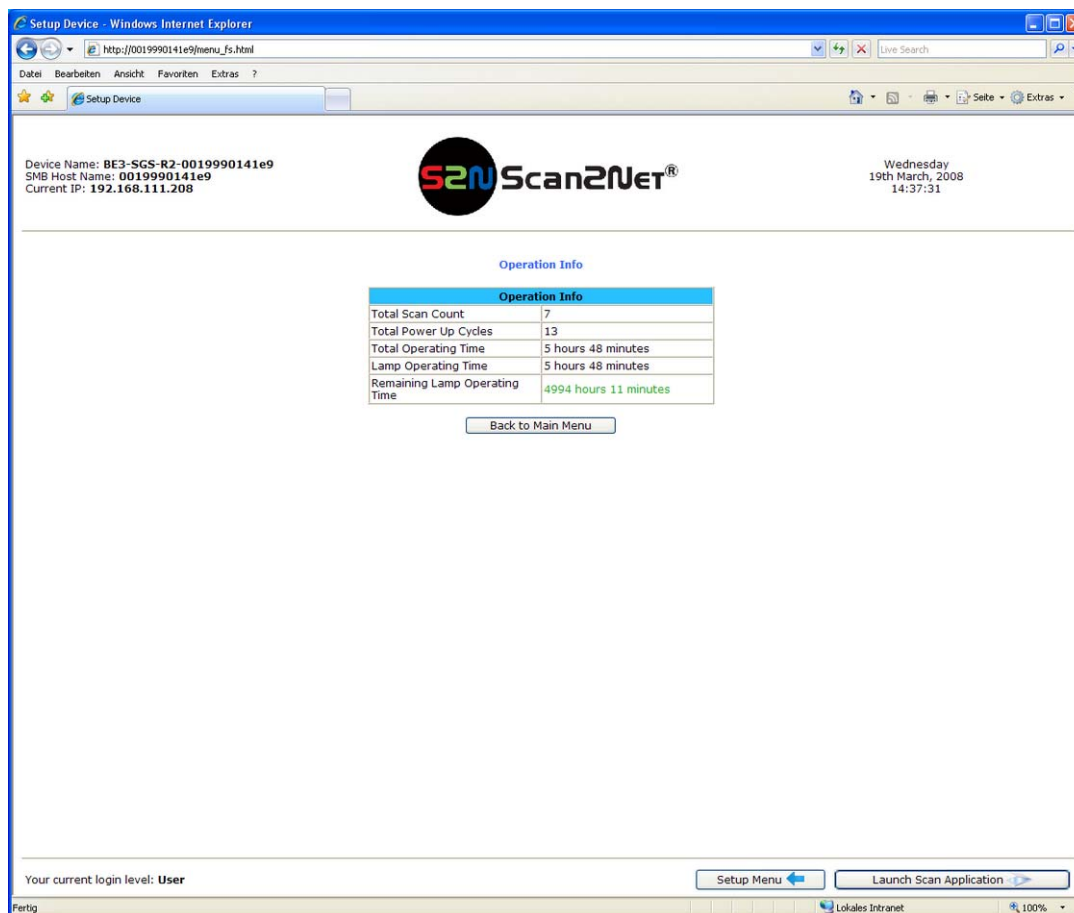 Setup Device - Windows Internet Explorer
http://0019990141e9/menu_fs.html
Live Search
Datei Bearbeiten Ansicht Favoriten Extras ?
Setup Device
Seite
Extras
Device Name: BE3-SGS-R2-0019990141e9
SMB Host Name: 0019990141e9
Current IP: 192.168.111.208
S2N Scan2Net®
Wednesday
19th March, 2008
14:37:31
Operation Info
Operation Info
Total Scan Count 7
Total Power Up Cycles 13
Total Operating Time 5 hours 48 minutes
Lamp Operating Time 5 hours 48 minutes
Remaining Lamp Operating
Time
4994 hours 11 minutes
Back to Main Menu
Your current login level: User
Setup Menu
Launch Scan Application
Fertig
Lokales Intranet
100%